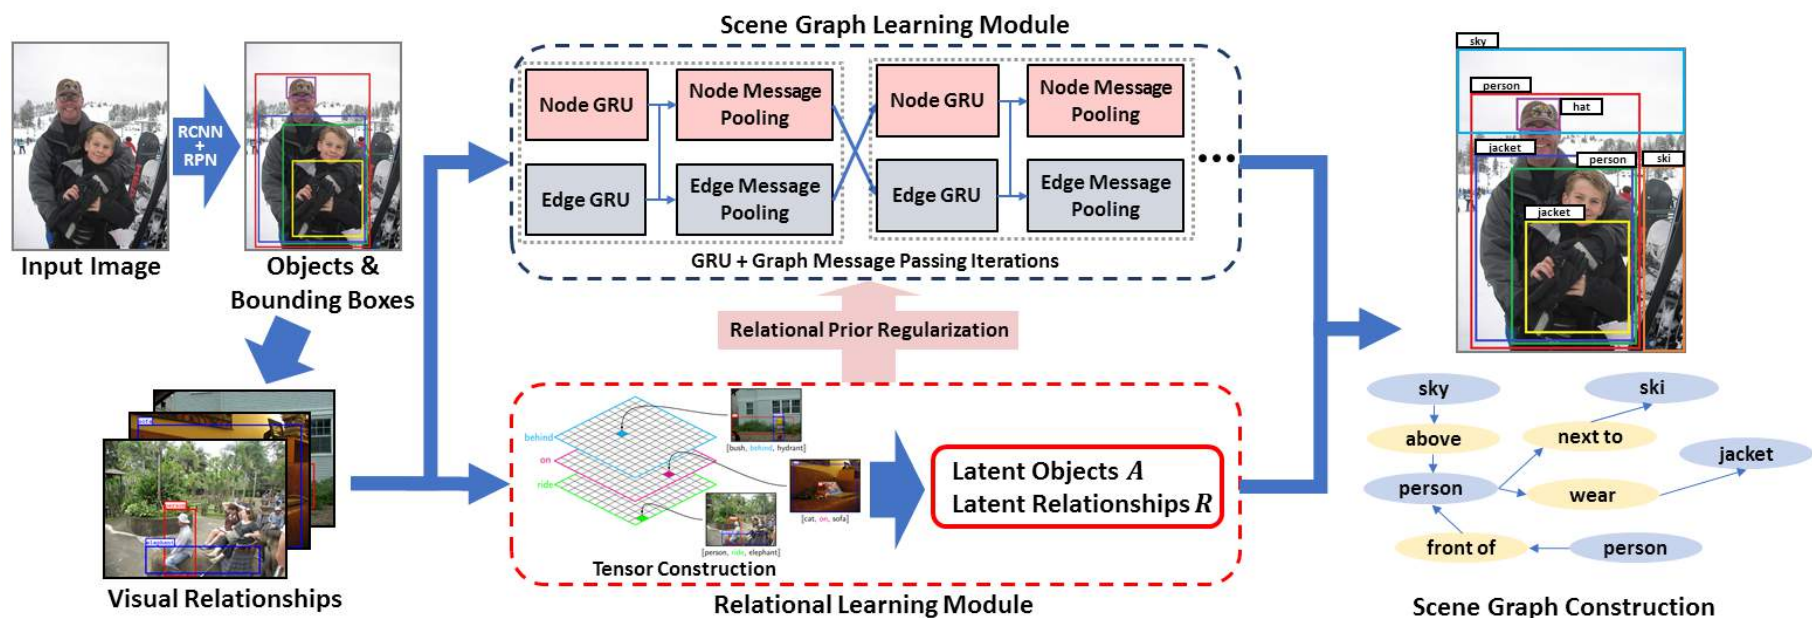 Scene Graph Learning Module
RCNN
+
RPN
Input Image
Objects &
Bounding Boxes
Visual Relationships
elephant
sofa
Node GRU
Node Message
Pooling
Node GRU
Node Message
Pooling
Edge GRU
Edge Message
Pooling
Edge GRU
Edge Message
Pooling
•••
GRU + Graph Message Passing Iterations
Relational Prior Regularization
behind
on
ride
[bush, behind, hydrant]
[cat, on, sofa]
[person, ride, elephant]
Tensor Construction
Latent Objects A
Latent Relationships R
Relational Learning Module
sky
person
hat
jacket
person
ski
jacket
sky
ski
above
next to
jacket
person
wear
front of
person
Scene Graph Construction